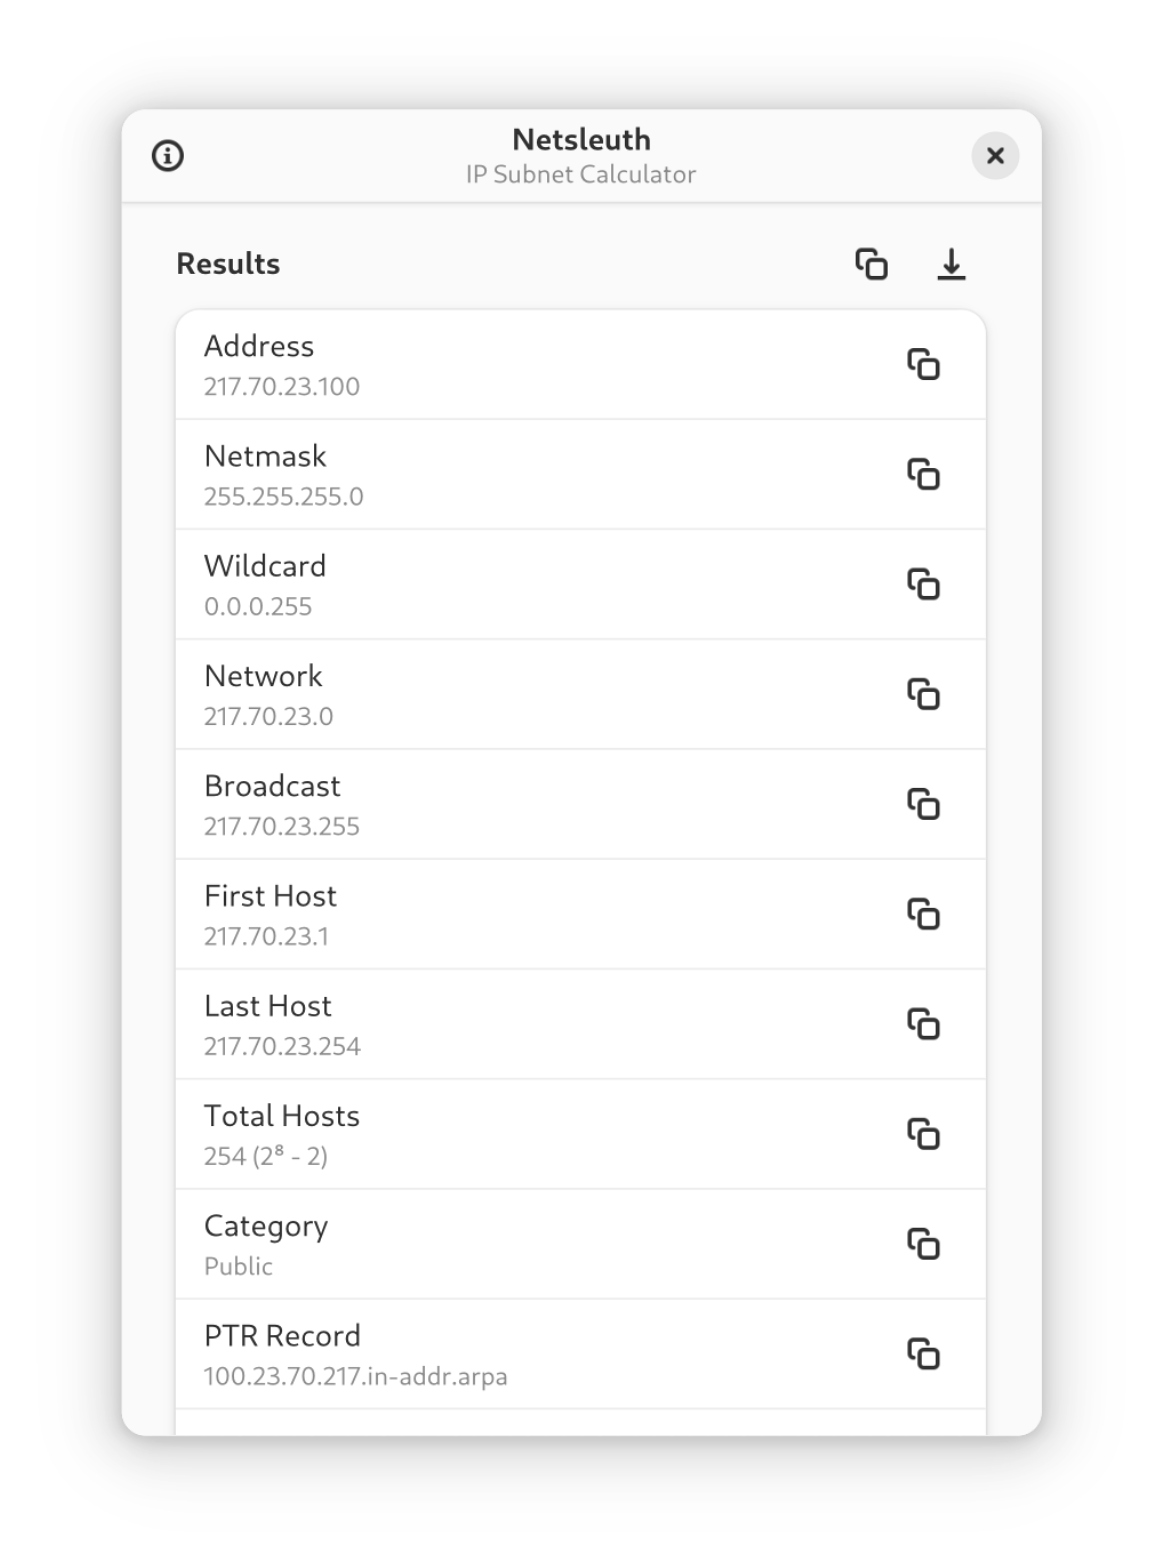 Netsleuth
IP Subnet Calculator
Results
Address
217.70.23.100
Netmask
255.255.255.0
Wildcard
0.0.0.255
Network
217.70.23.0
Broadcast
217.70.23.255
First Host
217.70.23.1
Last Host
217.70.23.254
Total Hosts
254 (2⁸ - 2)
Category
Public
PTR Record
100.23.70.217.in-addr.arpa